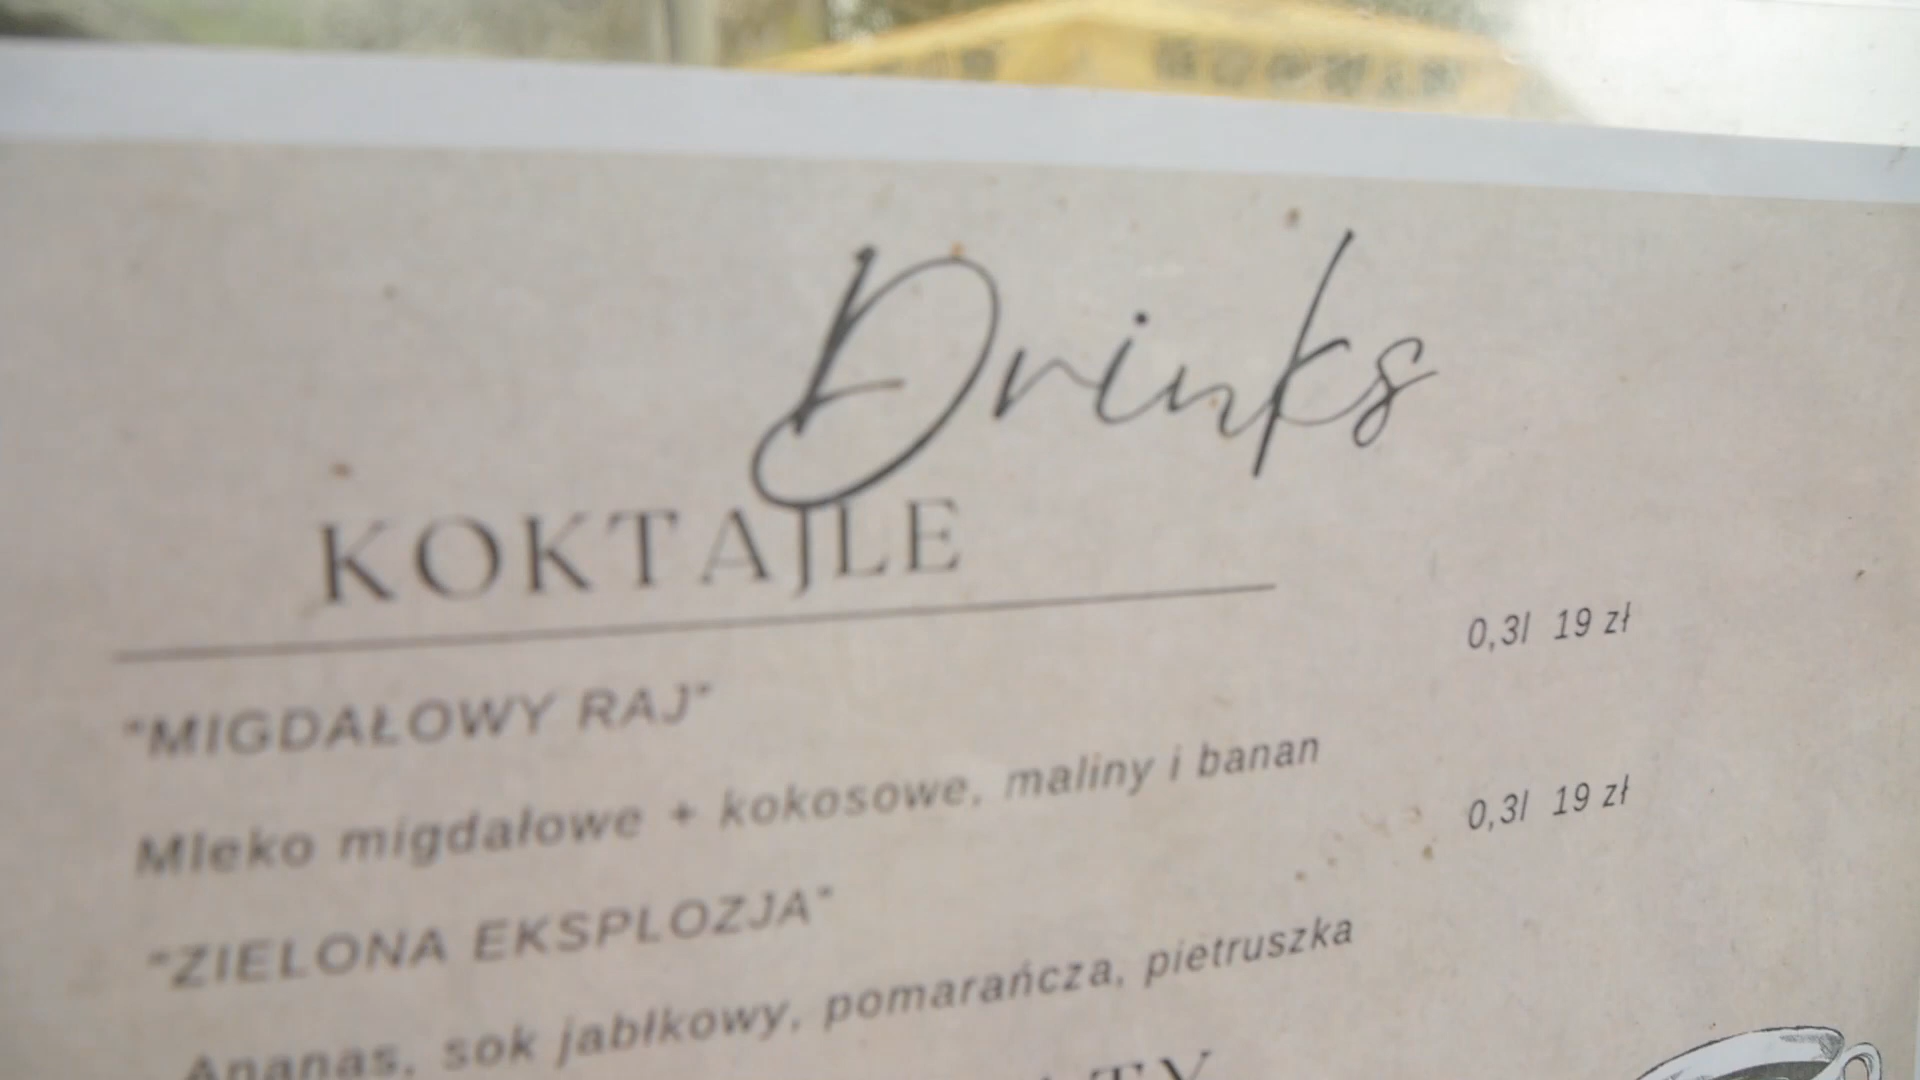 Drinks
KOKTAJLE
"MIGDAŁOWY RAJ" 0,3l 19 zł
Mleko migdałowe + kokosowe, maliny i banan
"ZIELONA EKSPLOZJA" 0,3l 19 zł
Ananas, sok jabłkowy, pomarańcza, pietruszka